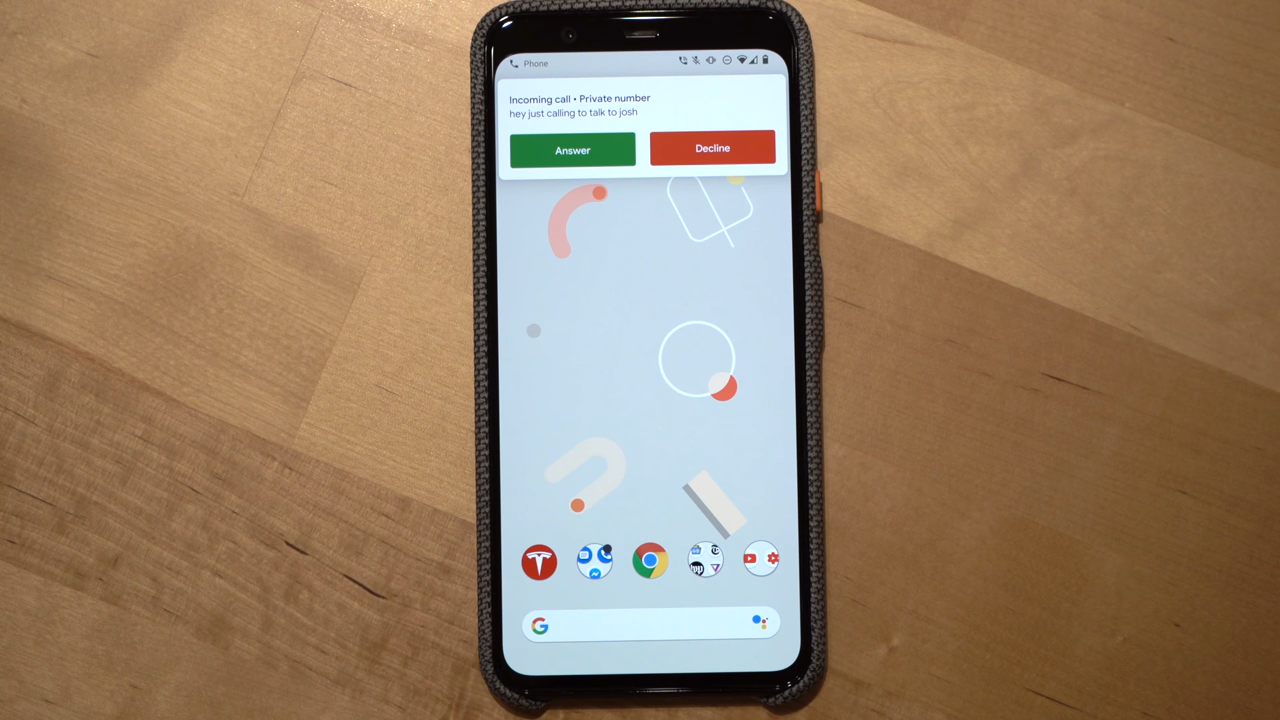 Phone
Incoming call • Private number
hey just calling to talk to josh
Answer
Decline